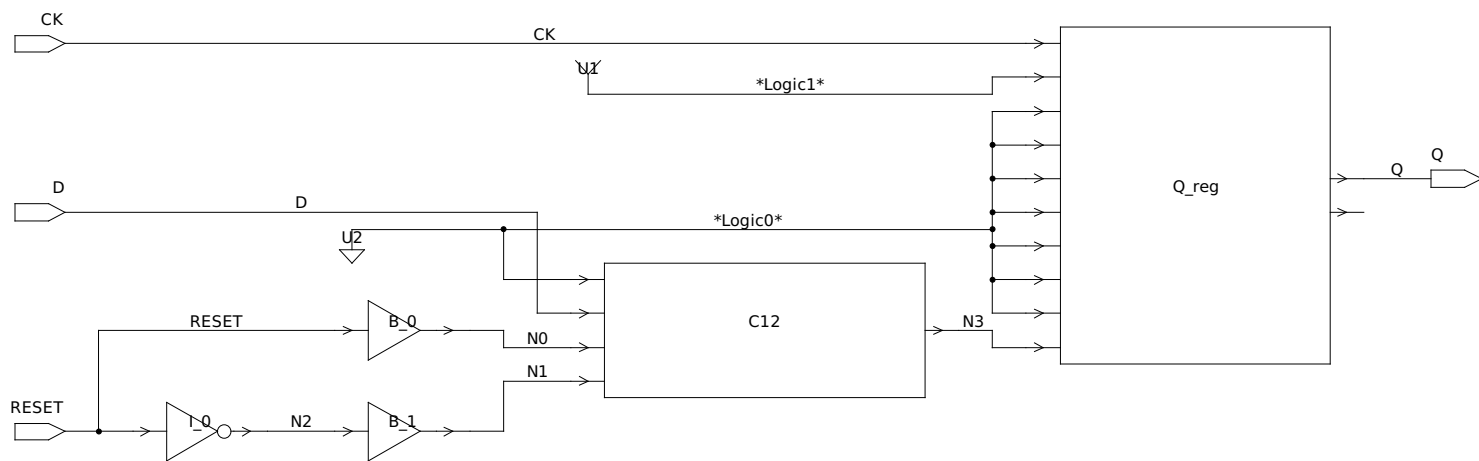 CK
CK
U1
*Logic1*
Q
Q
D
D
Q_reg
*Logic0*
U2
RESET
B_0
C12
N3
N0
N1
RESET
I_0
N2
B_1